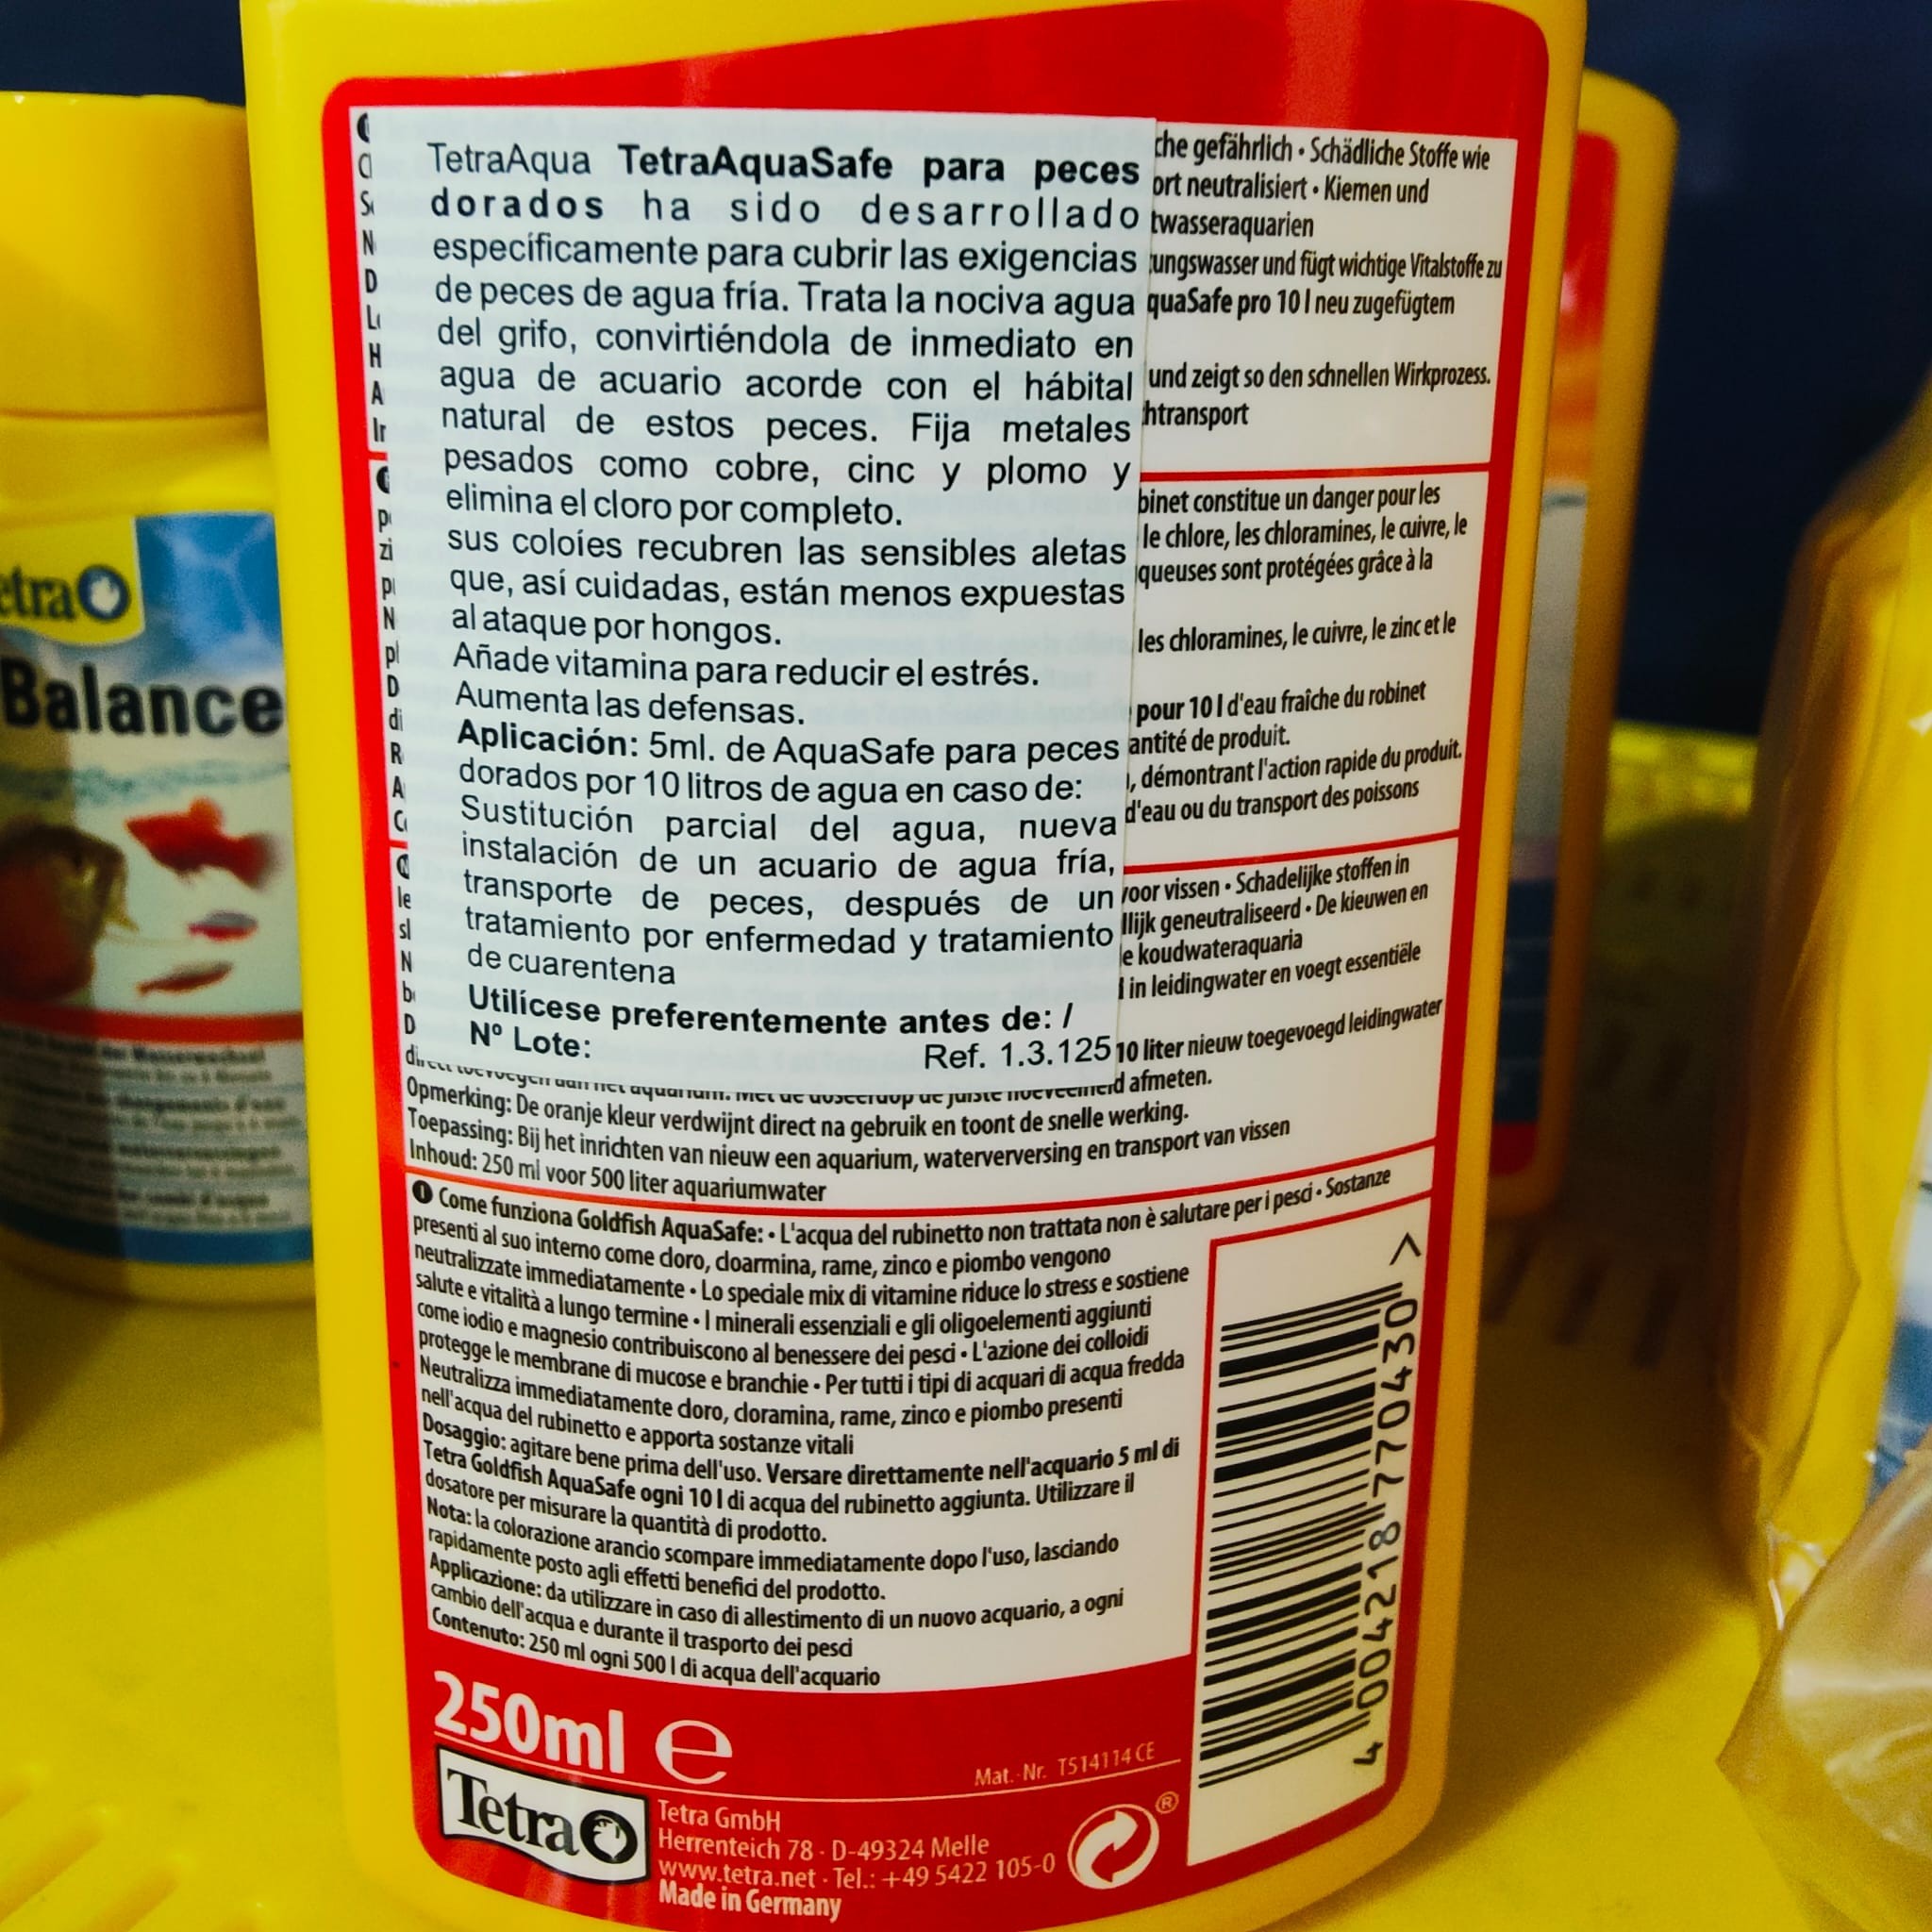 TetraAqua TetraAquaSafe para peces
dorados ha sido desarrollado
específicamente para cubrir las exigencias
de peces de agua fría. Trata la nociva agua
del grifo, convirtiéndola de inmediato en
agua de acuario acorde con el hábital
natural de estos peces. Fija metales
pesados como cobre, cinc y plomo y
elimina el cloro por completo.
sus coloíes recubren las sensibles aletas
que, así cuidadas, están menos expuestas
al ataque por hongos.
Añade vitamina para reducir el estrés.
Aumenta las defensas.
Aplicación: 5ml. de AquaSafe para peces
dorados por 10 litros de agua en caso de:
Sustitución parcial del agua, nueva
instalación de un acuario de agua fría,
transporte de peces, después de un
tratamiento por enfermedad y tratamiento
de cuarentena
Utilícese preferentemente antes de: /
Nº Lote:
Ref. 1.3.125
che gefährlich • Schädliche Stoffe wie
ort neutralisiert • Kiemen und
twasseraquarien
ungswasser und fügt wichtige Vitalstoffe zu
quaSafe pro 10 l neu zugefügtem
und zeigt so den schnellen Wirkprozess.
htransport
binet constitue un danger pour les
le chlore, les chloramines, le cuivre, le
queuses sont protégées grâce à la
les chloramines, le cuivre, le zinc et le
pour 10 l d'eau fraîche du robinet
antité de produit.
, démontrant l'action rapide du produit.
d'eau ou du transport des poissons
voor vissen • Schadelijke stoffen in
llijk geneutraliseerd • De kieuwen en
e koudwateraquaria
in leidingwater en voegt essentiële
10 liter nieuw toegevoegd leidingwater
direct toevoegen aan het aquarium. Met de doseerdop de juiste hoeveelheid afmeten.
Opmerking: De oranje kleur verdwijnt direct na gebruik en toont de snelle werking.
Toepassing: Bij het inrichten van nieuw een aquarium, waterverversing en transport van vissen
Inhoud: 250 ml voor 500 liter aquariumwater
I Come funziona Goldfish AquaSafe: • L'acqua del rubinetto non trattata non è salutare per i pesci • Sostanze
presenti al suo interno come cloro, cloarmina, rame, zinco e piombo vengono
neutralizzate immediatamente • Lo speciale mix di vitamine riduce lo stress e sostiene
salute e vitalità a lungo termine • I minerali essenziali e gli oligoelementi aggiunti
come iodio e magnesio contribuiscono al benessere dei pesci • L'azione dei colloidi
protegge le membrane di mucose e branchie • Per tutti i tipi di acquari di acqua fredda
Neutralizza immediatamente cloro, cloramina, rame, zinco e piombo presenti
nell'acqua del rubinetto e apporta sostanze vitali
Dosaggio: agitare bene prima dell'uso. Versare direttamente nell'acquario 5 ml di
Tetra Goldfish AquaSafe ogni 10 l di acqua del rubinetto aggiunta. Utilizzare il
dosatore per misurare la quantità di prodotto.
Nota: la colorazione arancio scompare immediatamente dopo l'uso, lasciando
rapidamente posto agli effetti benefici del prodotto.
Applicazione: da utilizzare in caso di allestimento di un nuovo acquario, a ogni
cambio dell'acqua e durante il trasporto dei pesci
Contenuto: 250 ml ogni 500 l di acqua dell'acquario
4 004218 770430 >
250ml e
Mat.-Nr. T514114 CE
Tetra
Tetra GmbH
Herrenteich 78 · D-49324 Melle
www.tetra.net · Tel.: +49 5422 105-0
Made in Germany
®
etra
Balance